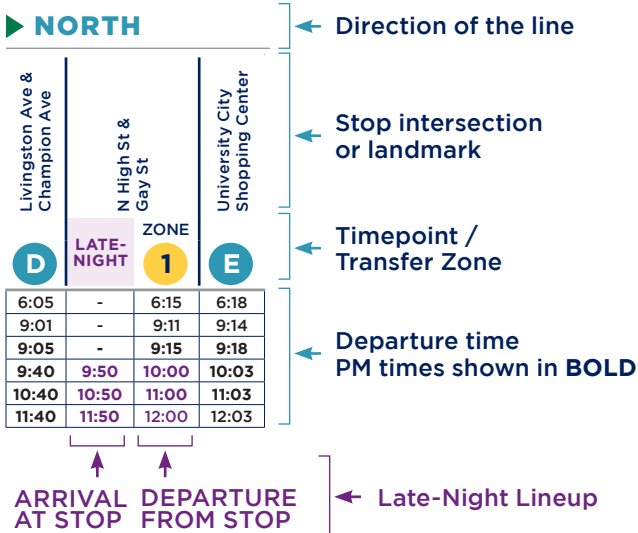 NORTH
Direction of the line
Livingston Ave &
Champion Ave
N High St &
Gay St
University City
Shopping Center
Stop intersection
or landmark
D
LATE-
NIGHT
ZONE
1
E
Timepoint /
Transfer Zone
6:05 - 6:15 6:18
9:01 - 9:11 9:14
9:05 - 9:15 9:18
9:40 9:50 10:00 10:03
10:40 10:50 11:00 11:03
11:40 11:50 12:00 12:03
Departure time
PM times shown in BOLD
ARRIVAL
AT STOP
DEPARTURE
FROM STOP
Late-Night Lineup